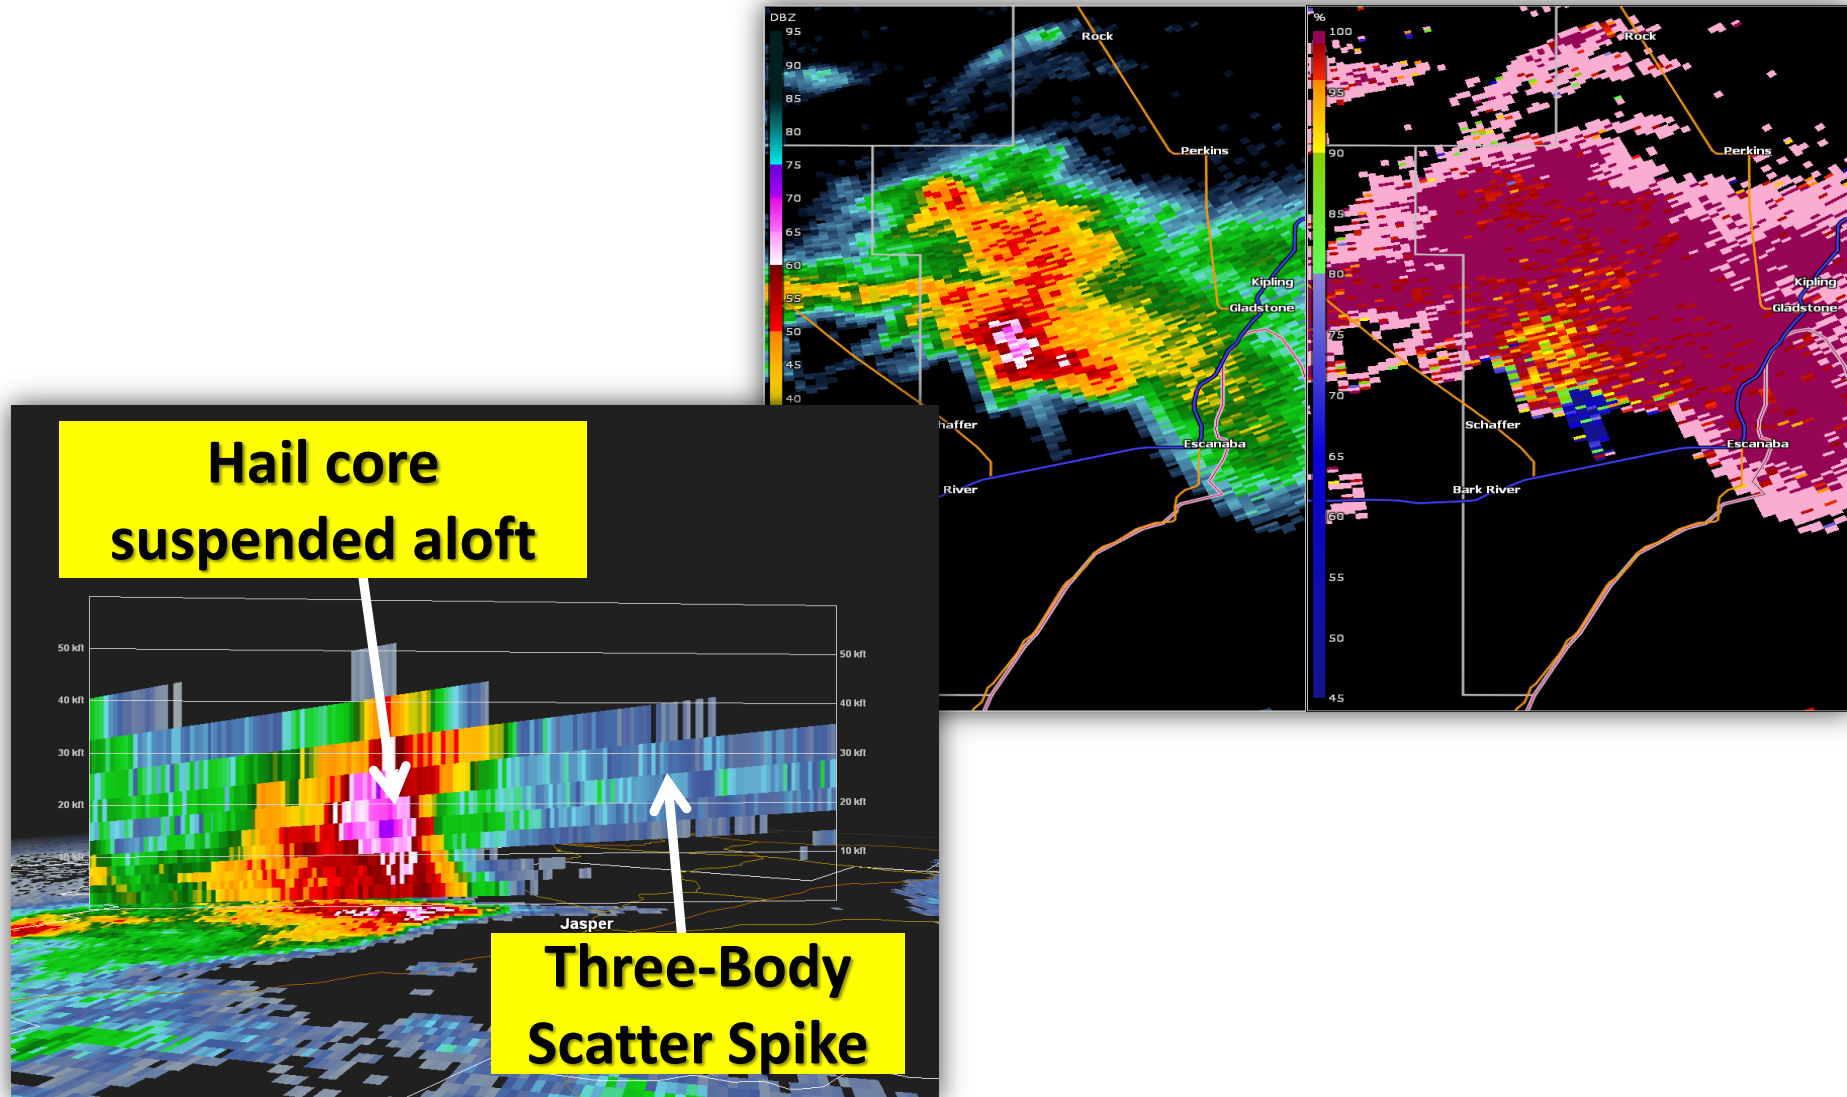 DBZ
95
90
85
80
75
70
65
60
55
50
45
40
Rock
Perkins
Kipling
Gladstone
haffer
Escanaba
River
%
100
95
90
85
80
75
70
65
60
55
50
45
Rock
Perkins
Kipling
Gladstone
Schaffer
Escanaba
Bark River
Hail core
suspended aloft
50 kft
40 kft
30 kft
20 kft
10 kft
50 kft
40 kft
30 kft
20 kft
10 kft
Jasper
Three-Body
Scatter Spike